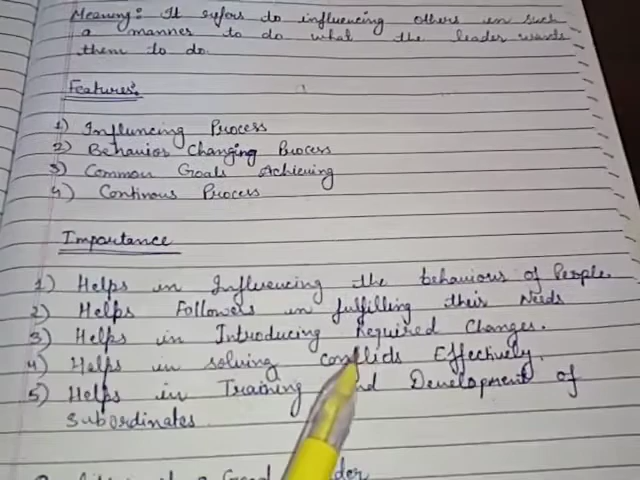 Meaning: It refers to influencing others in such
a manner to do what the leader wants
them to do.
Features:
1) Influncing Process
2) Behavior Changing Process
3) Common Goals Achieving
4) Continous Process
Importance
1) Helps in Influencing the behaviour of People.
2) Helps Followers in fulfilling their Needs
3) Helps in Introducing Required Changes.
4) Helps in solving conflicts Effectively.
5) Helps in Training and Development of
Subordinates.
of a Good